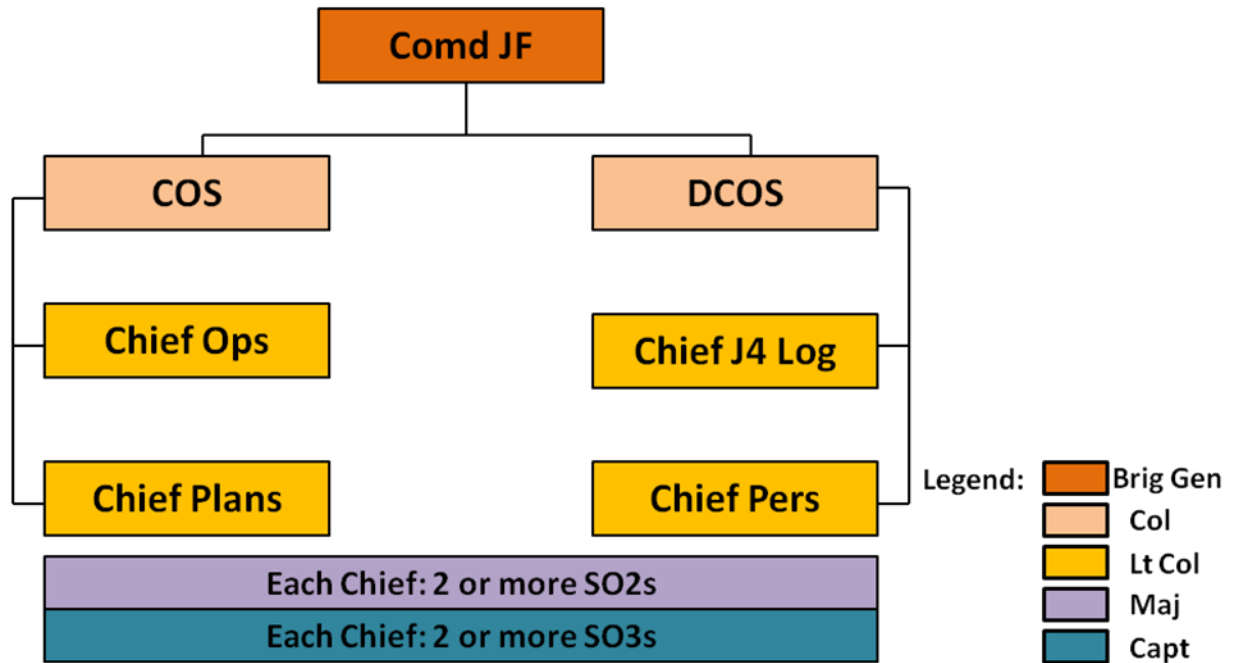 Comd JF
COS
DCOS
Chief Ops
Chief J4 Log
Chief Plans
Chief Pers
Each Chief: 2 or more SO2s
Each Chief: 2 or more SO3s
Legend:
Brig Gen
Col
Lt Col
Maj
Capt